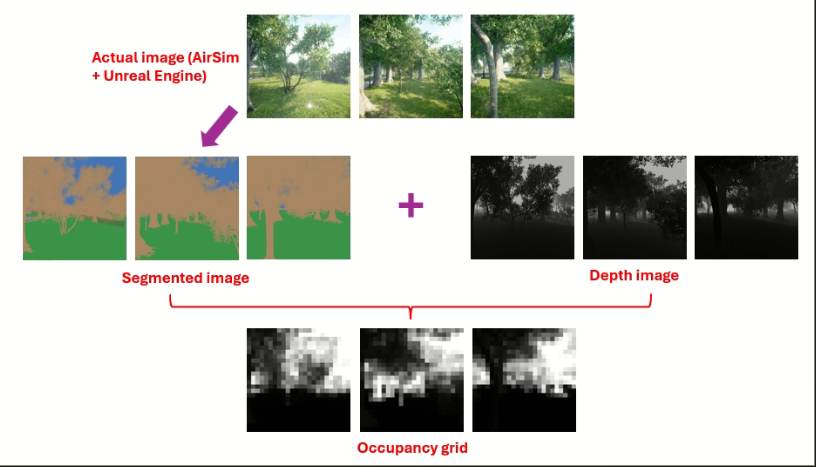 Actual image (AirSim
+ Unreal Engine)
+
Segmented image
Depth image
Occupancy grid